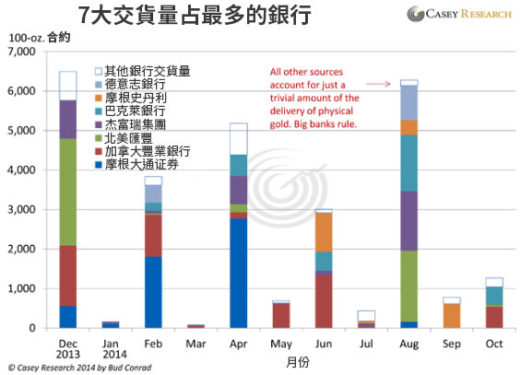 7大交貨量占最多的銀行
CASEY RESEARCH
100-oz. 合約
7,000
6,000
5,000
4,000
3,000
2,000
1,000
0
其他銀行交貨量
德意志銀行
摩根史丹利
巴克萊銀行
杰富瑞集團
北美匯豐
加拿大豐業銀行
摩根大通证券
All other sources
account for just a
trivial amount of the
delivery of physical
gold. Big banks rule.
Dec Jan Feb Mar Apr May Jun Jul Aug Sep Oct
2013 2014
月份
© Casey Research 2014 by Bud Conrad